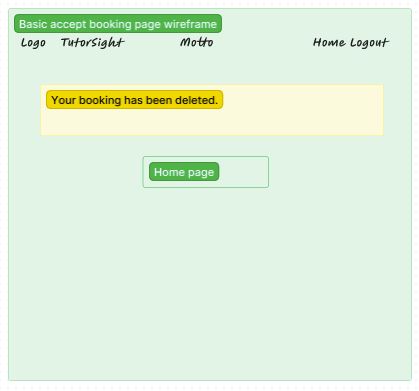 Basic accept booking page wireframe
Logo TutorSight Motto Home Logout
Your booking has been deleted.
Home page